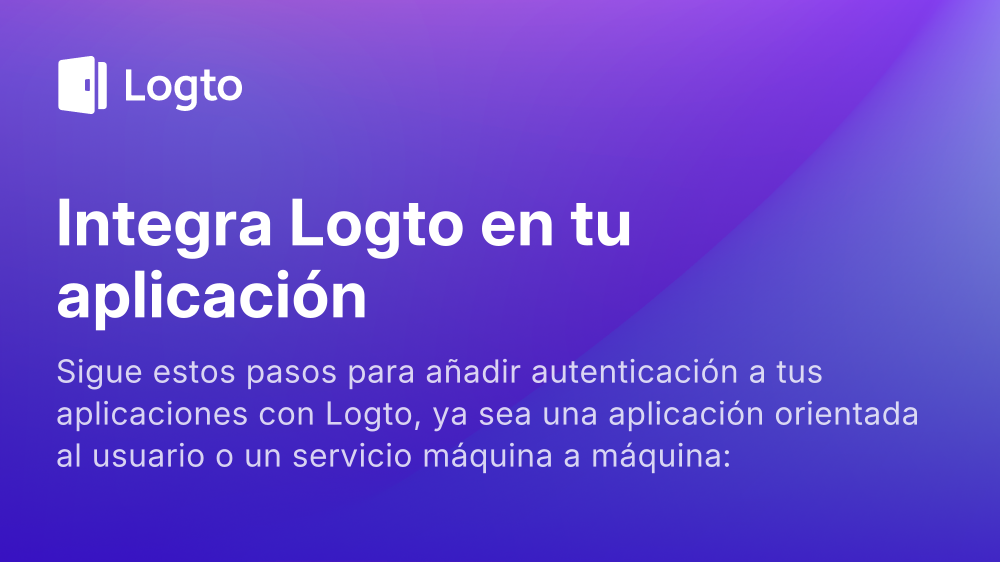 Logto
Integra Logto en tu
aplicación
Sigue estos pasos para añadir autenticación a tus
aplicaciones con Logto, ya sea una aplicación orientada
al usuario o un servicio máquina a máquina: